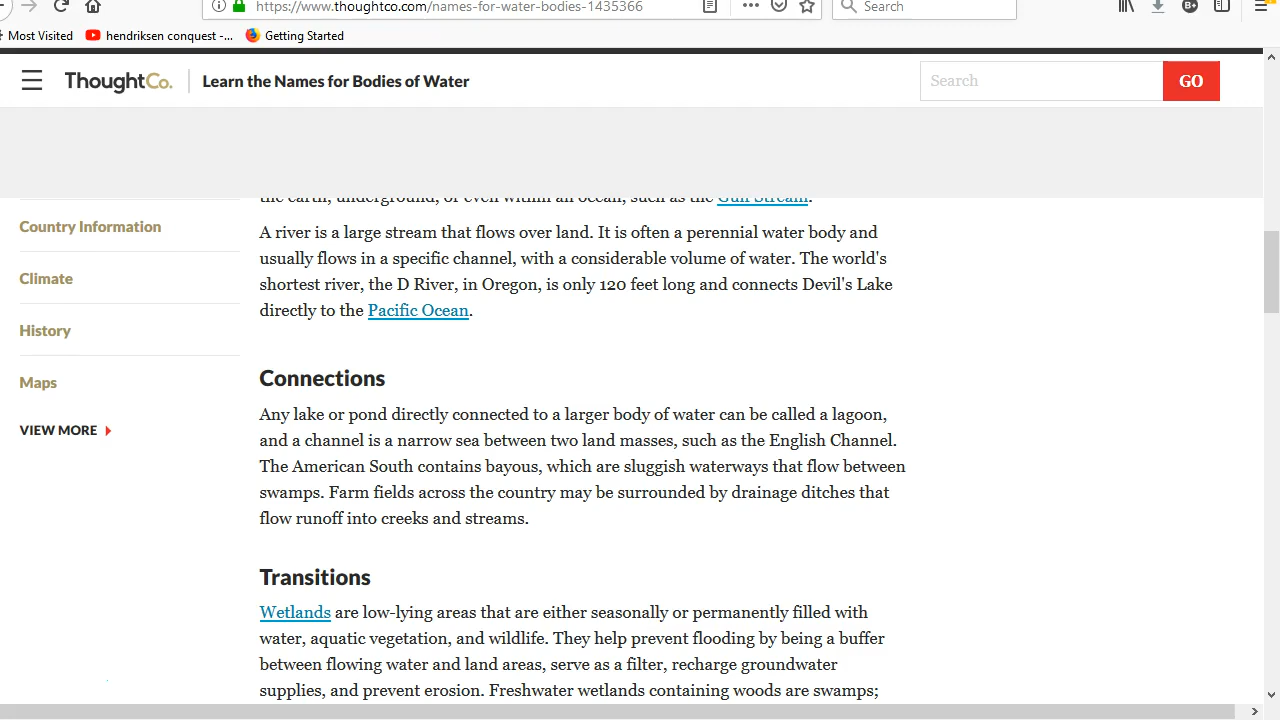 https://www.thoughtco.com/names-for-water-bodies-1435366
Search
Most Visited
hendriksen conquest -...
Getting Started
ThoughtCo.
Learn the Names for Bodies of Water
Search
GO
the earth, underground, or even within an ocean, such as the Gulf Stream.
Country Information
Climate
History
Maps
VIEW MORE
A river is a large stream that flows over land. It is often a perennial water body and
usually flows in a specific channel, with a considerable volume of water. The world's
shortest river, the D River, in Oregon, is only 120 feet long and connects Devil's Lake
directly to the Pacific Ocean.
Connections
Any lake or pond directly connected to a larger body of water can be called a lagoon,
and a channel is a narrow sea between two land masses, such as the English Channel.
The American South contains bayous, which are sluggish waterways that flow between
swamps. Farm fields across the country may be surrounded by drainage ditches that
flow runoff into creeks and streams.
Transitions
Wetlands are low-lying areas that are either seasonally or permanently filled with
water, aquatic vegetation, and wildlife. They help prevent flooding by being a buffer
between flowing water and land areas, serve as a filter, recharge groundwater
supplies, and prevent erosion. Freshwater wetlands containing woods are swamps;